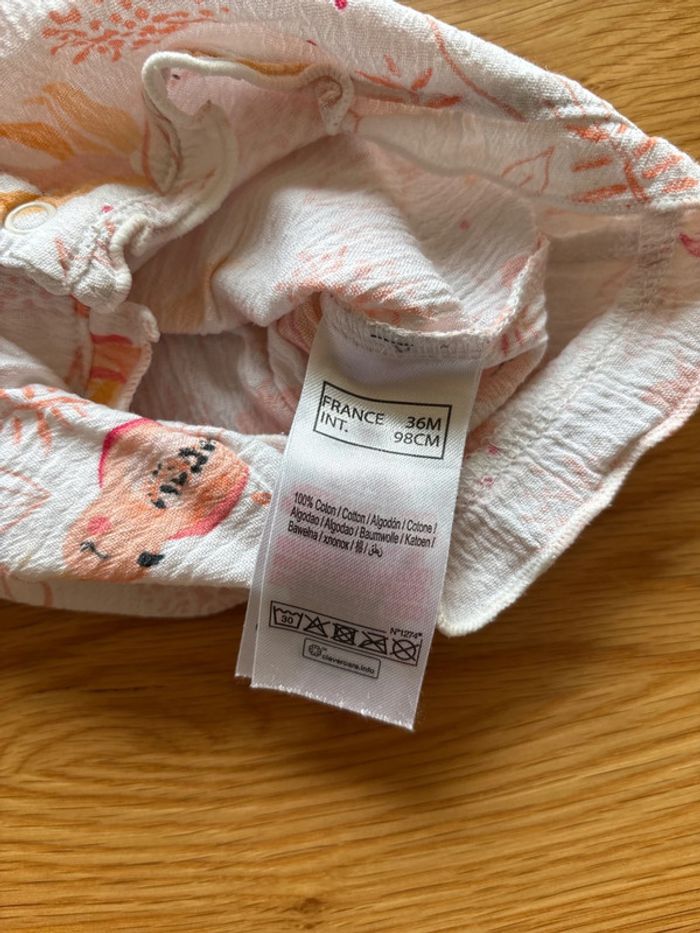 FRANCE 36M
INT. 98CM
100% Coton / Cotton / Algodón / Cotone /
Algodao / Algodao / Baumwolle / Katoen /
Bawełna / хлопок / 棉 / قطن /
30
N°1274*
clevercare.info